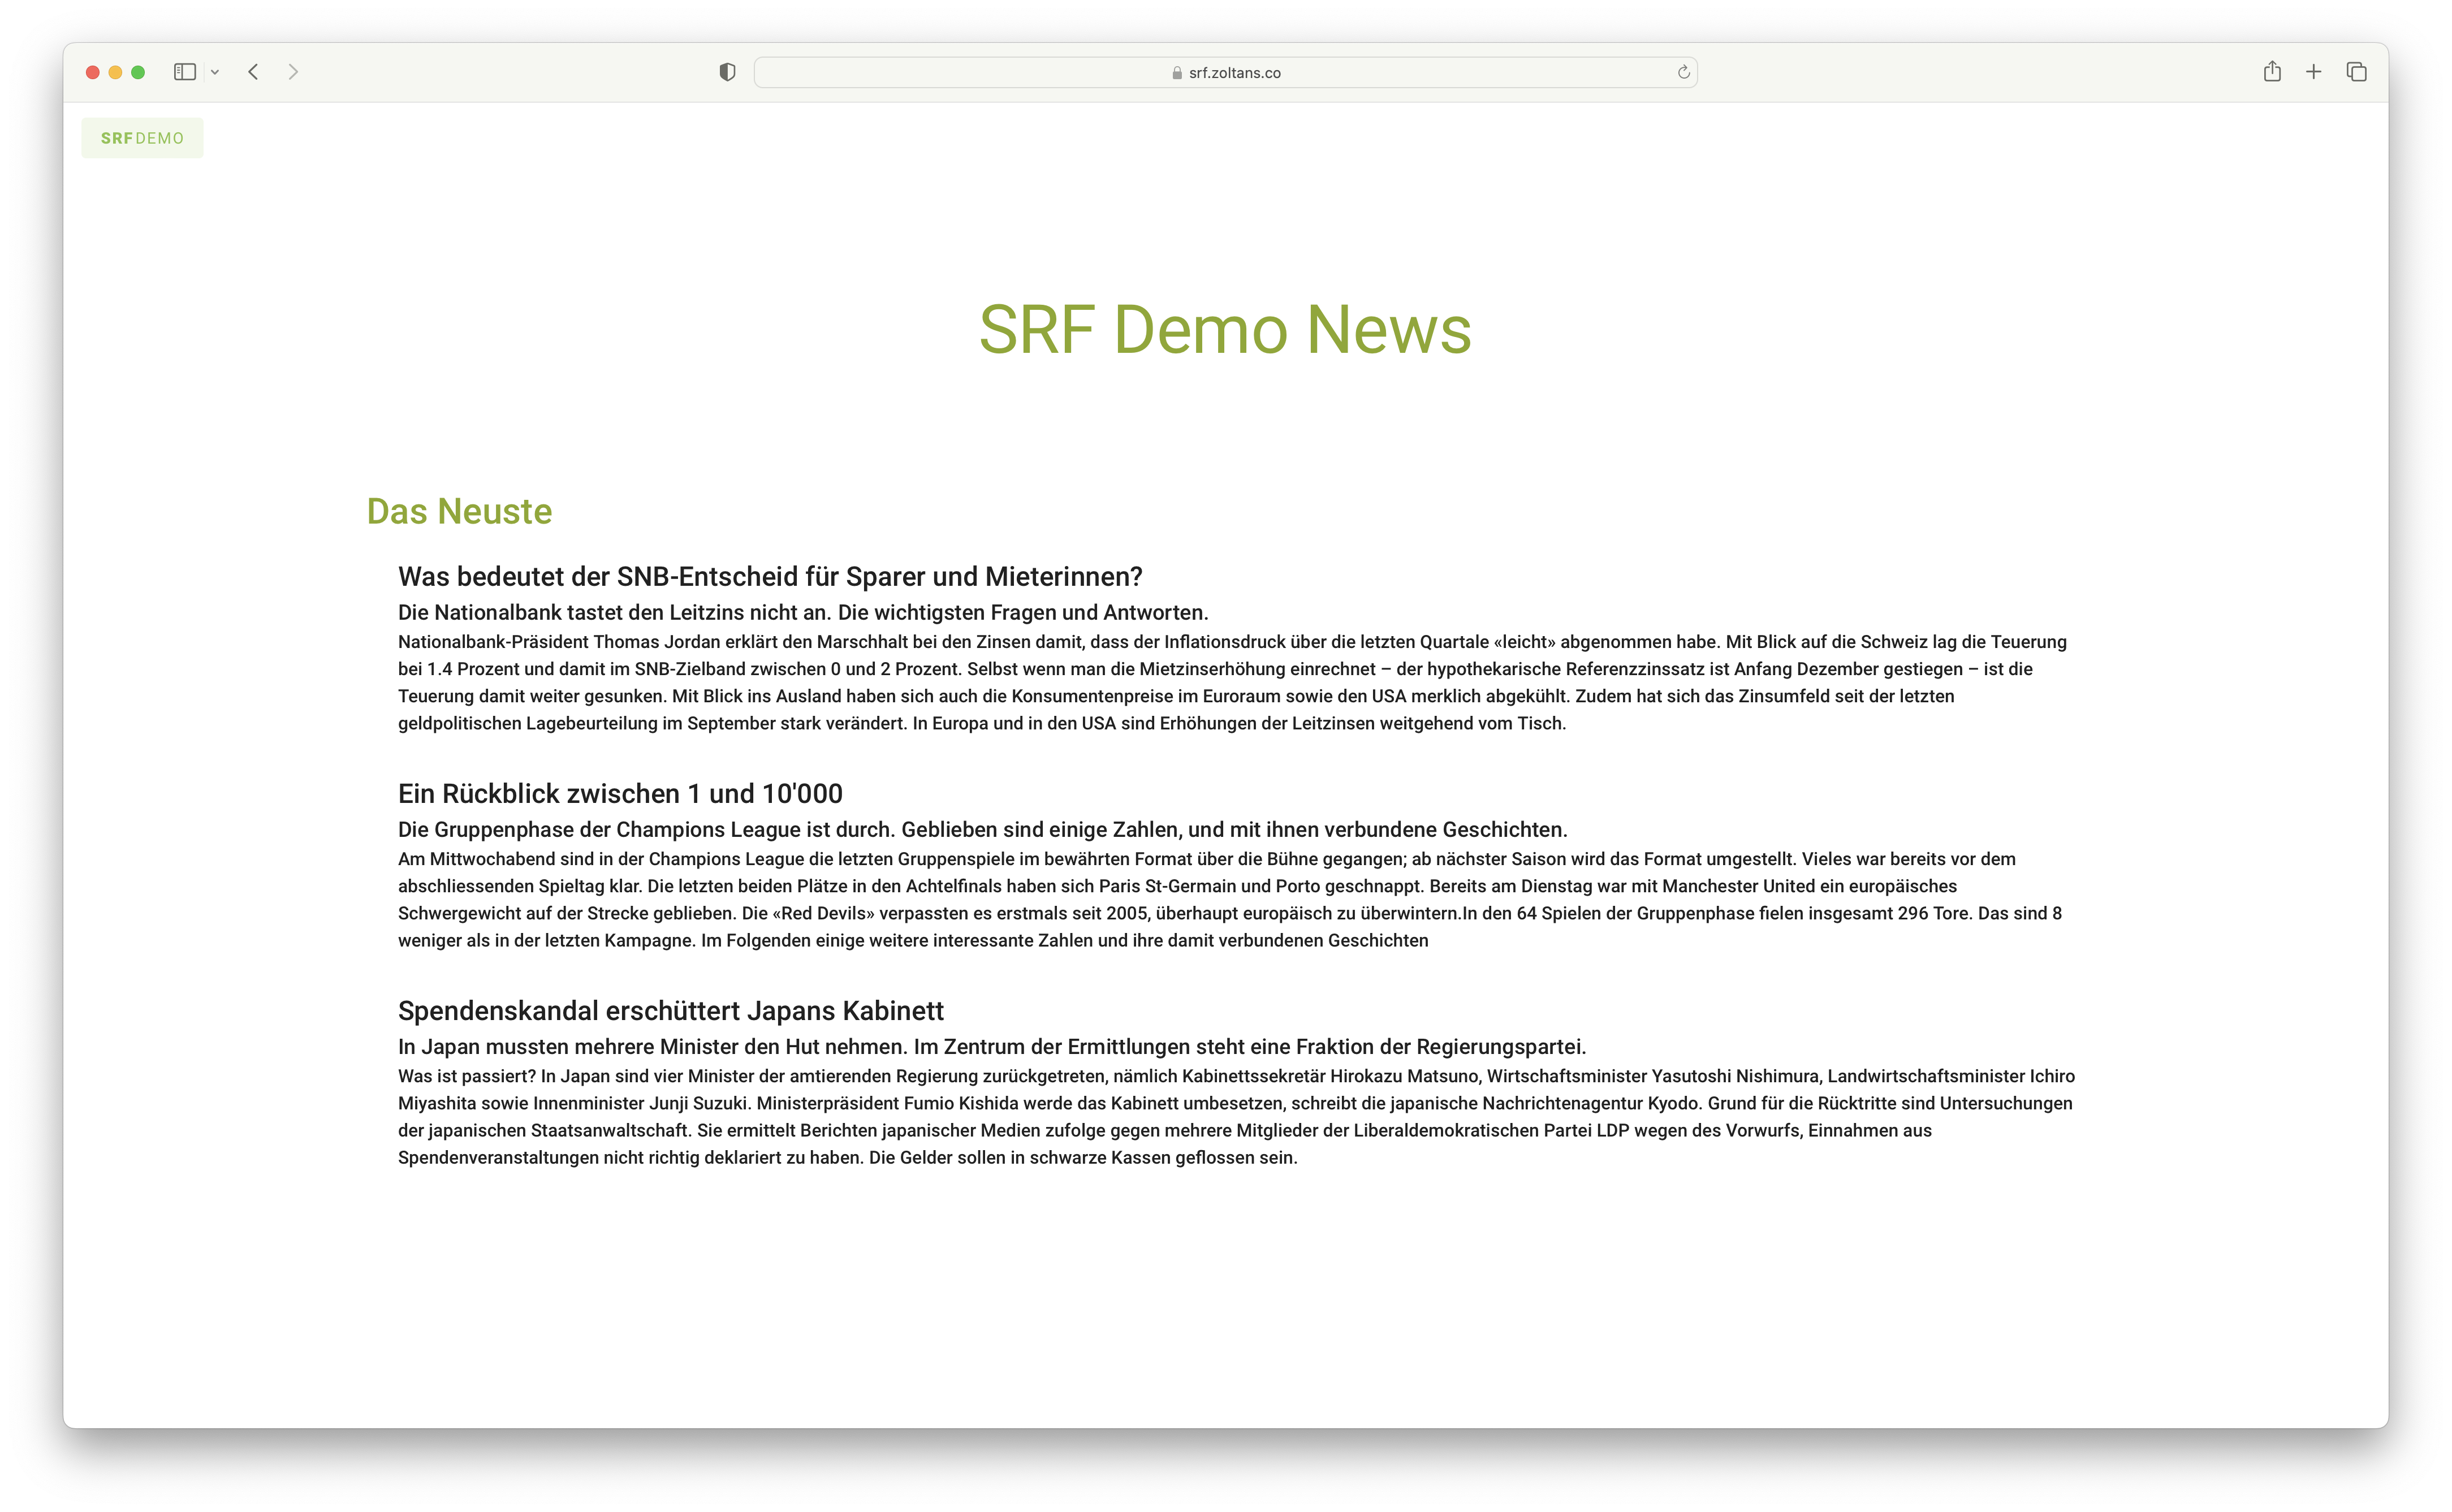 srf.zoltans.co
SRFDEMO
SRF Demo News
Das Neuste
Was bedeutet der SNB-Entscheid für Sparer und Mieterinnen?
Die Nationalbank tastet den Leitzins nicht an. Die wichtigsten Fragen und Antworten.
Nationalbank-Präsident Thomas Jordan erklärt den Marschhalt bei den Zinsen damit, dass der Inflationsdruck über die letzten Quartale «leicht» abgenommen habe. Mit Blick auf die Schweiz lag die Teuerung
bei 1.4 Prozent und damit im SNB-Zielband zwischen 0 und 2 Prozent. Selbst wenn man die Mietzinserhöhung einrechnet – der hypothekarische Referenzzinssatz ist Anfang Dezember gestiegen – ist die
Teuerung damit weiter gesunken. Mit Blick ins Ausland haben sich auch die Konsumentenpreise im Euroraum sowie den USA merklich abgekühlt. Zudem hat sich das Zinsumfeld seit der letzten
geldpolitischen Lagebeurteilung im September stark verändert. In Europa und in den USA sind Erhöhungen der Leitzinsen weitgehend vom Tisch.
Ein Rückblick zwischen 1 und 10'000
Die Gruppenphase der Champions League ist durch. Geblieben sind einige Zahlen, und mit ihnen verbundene Geschichten.
Am Mittwochabend sind in der Champions League die letzten Gruppenspiele im bewährten Format über die Bühne gegangen; ab nächster Saison wird das Format umgestellt. Vieles war bereits vor dem
abschliessenden Spieltag klar. Die letzten beiden Plätze in den Achtelfinals haben sich Paris St-Germain und Porto geschnappt. Bereits am Dienstag war mit Manchester United ein europäisches
Schwergewicht auf der Strecke geblieben. Die «Red Devils» verpassten es erstmals seit 2005, überhaupt europäisch zu überwintern.In den 64 Spielen der Gruppenphase fielen insgesamt 296 Tore. Das sind 8
weniger als in der letzten Kampagne. Im Folgenden einige weitere interessante Zahlen und ihre damit verbundenen Geschichten
Spendenskandal erschüttert Japans Kabinett
In Japan mussten mehrere Minister den Hut nehmen. Im Zentrum der Ermittlungen steht eine Fraktion der Regierungspartei.
Was ist passiert? In Japan sind vier Minister der amtierenden Regierung zurückgetreten, nämlich Kabinettssekretär Hirokazu Matsuno, Wirtschaftsminister Yasutoshi Nishimura, Landwirtschaftsminister Ichiro
Miyashita sowie Innenminister Junji Suzuki. Ministerpräsident Fumio Kishida werde das Kabinett umbesetzen, schreibt die japanische Nachrichtenagentur Kyodo. Grund für die Rücktritte sind Untersuchungen
der japanischen Staatsanwaltschaft. Sie ermittelt Berichten japanischer Medien zufolge gegen mehrere Mitglieder der Liberaldemokratischen Partei LDP wegen des Vorwurfs, Einnahmen aus
Spendenveranstaltungen nicht richtig deklariert zu haben. Die Gelder sollen in schwarze Kassen geflossen sein.